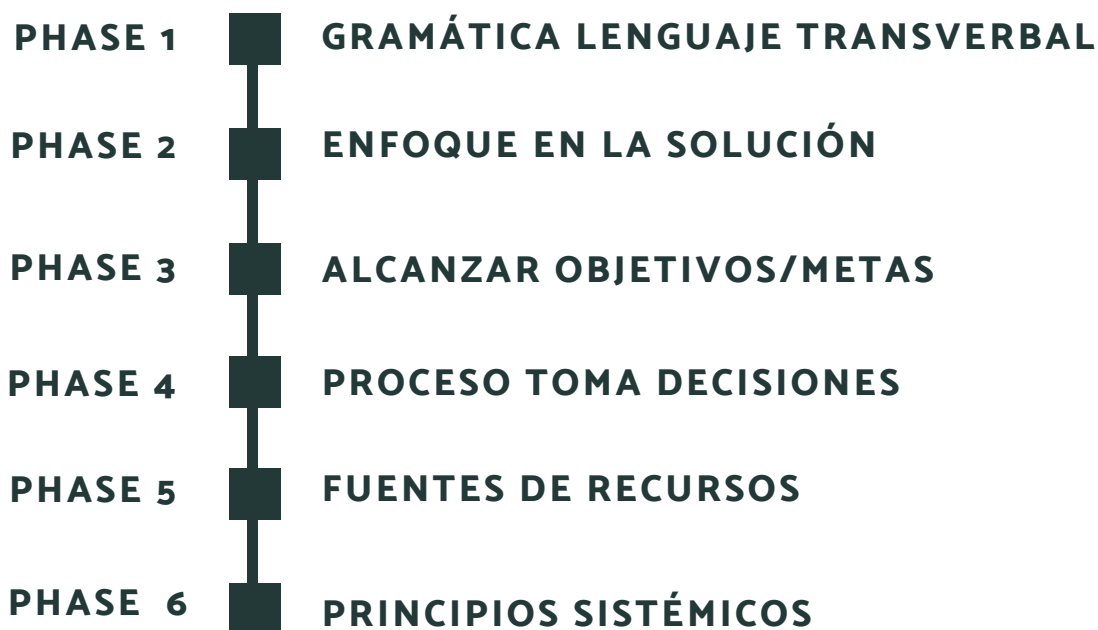 PHASE 1 GRAMÁTICA LENGUAJE TRANSVERBAL
PHASE 2 ENFOQUE EN LA SOLUCIÓN
PHASE 3 ALCANZAR OBJETIVOS/METAS
PHASE 4 PROCESO TOMA DECISIONES
PHASE 5 FUENTES DE RECURSOS
PHASE 6 PRINCIPIOS SISTÉMICOS